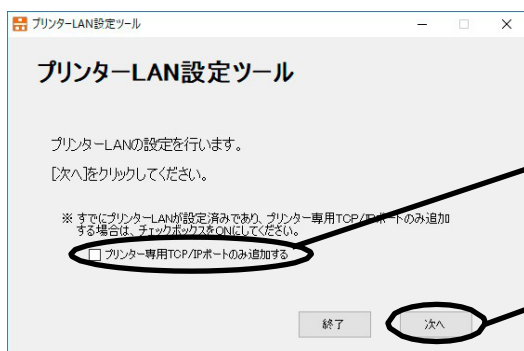 プリンターLAN設定ツール
プリンターLAN設定ツール
プリンターLANの設定を行います。
[次へ]をクリックしてください。
※ すでにプリンターLANが設定済みであり、プリンター専用TCP/IPポートのみ追加
する場合は、チェックボックスをONにしてください。
プリンター専用TCP/IPポートのみ追加する
終了
次へ